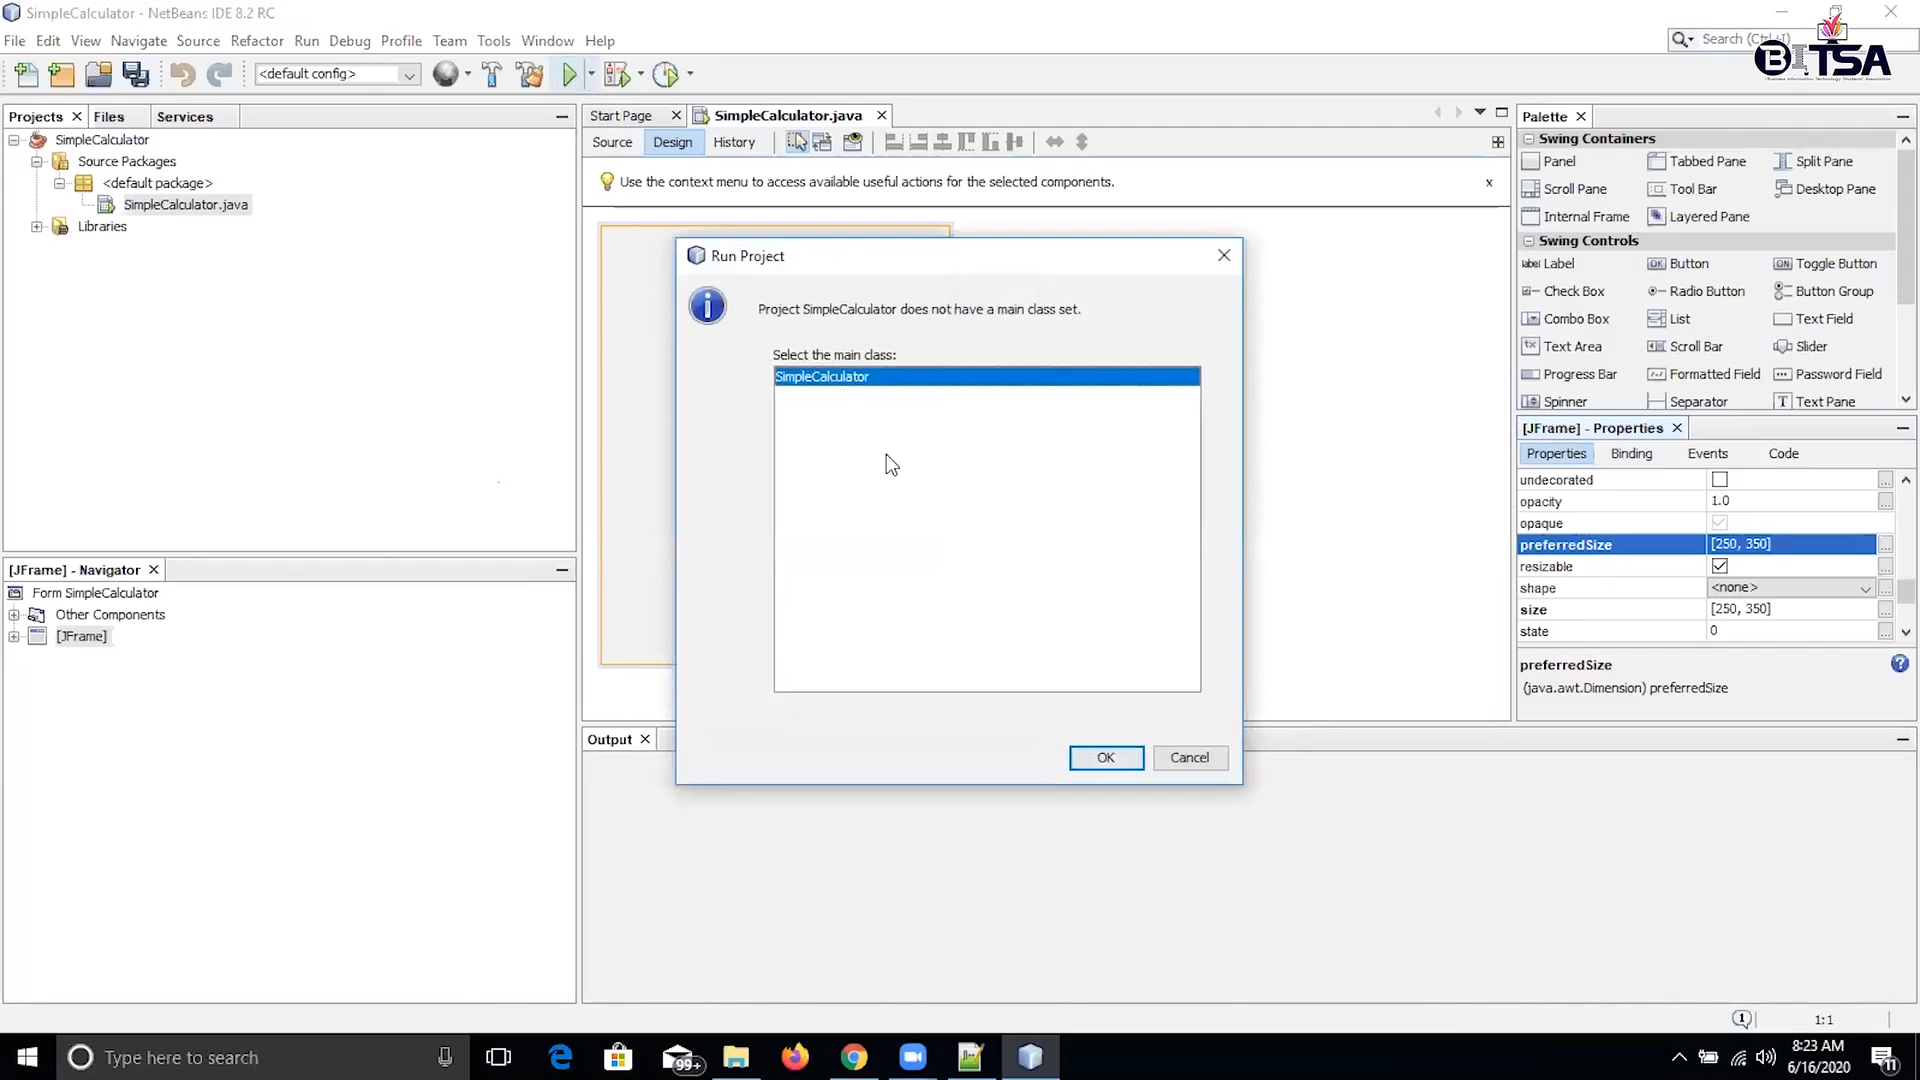 SimpleCalculator - NetBeans IDE 8.2 RC
File Edit View Navigate Source Refactor Run Debug Profile Team Tools Window Help
Search (Ctrl+I)
BITSA
<default config>
Projects Files Services
SimpleCalculator
Source Packages
<default package>
SimpleCalculator.java
Libraries
[JFrame] - Navigator
Form SimpleCalculator
Other Components
[JFrame]
Start Page SimpleCalculator.java
Source Design History
Use the context menu to access available useful actions for the selected components.
Run Project
Project SimpleCalculator does not have a main class set.
Select the main class:
SimpleCalculator
OK Cancel
Output
Palette
Swing Containers
Panel Tabbed Pane Split Pane
Scroll Pane Tool Bar Desktop Pane
Internal Frame Layered Pane
Swing Controls
label Label OK Button ON Toggle Button
Check Box Radio Button Button Group
Combo Box List Text Field
Text Area Scroll Bar Slider
Progress Bar Formatted Field Password Field
Spinner Separator T Text Pane
[JFrame] - Properties
Properties Binding Events Code
undecorated
opacity 1.0
opaque
preferredSize [250, 350]
resizable
shape <none>
size [250, 350]
state 0
preferredSize
(java.awt.Dimension) preferredSize
1 1:1
Type here to search
99+
8:23 AM
6/16/2020
11